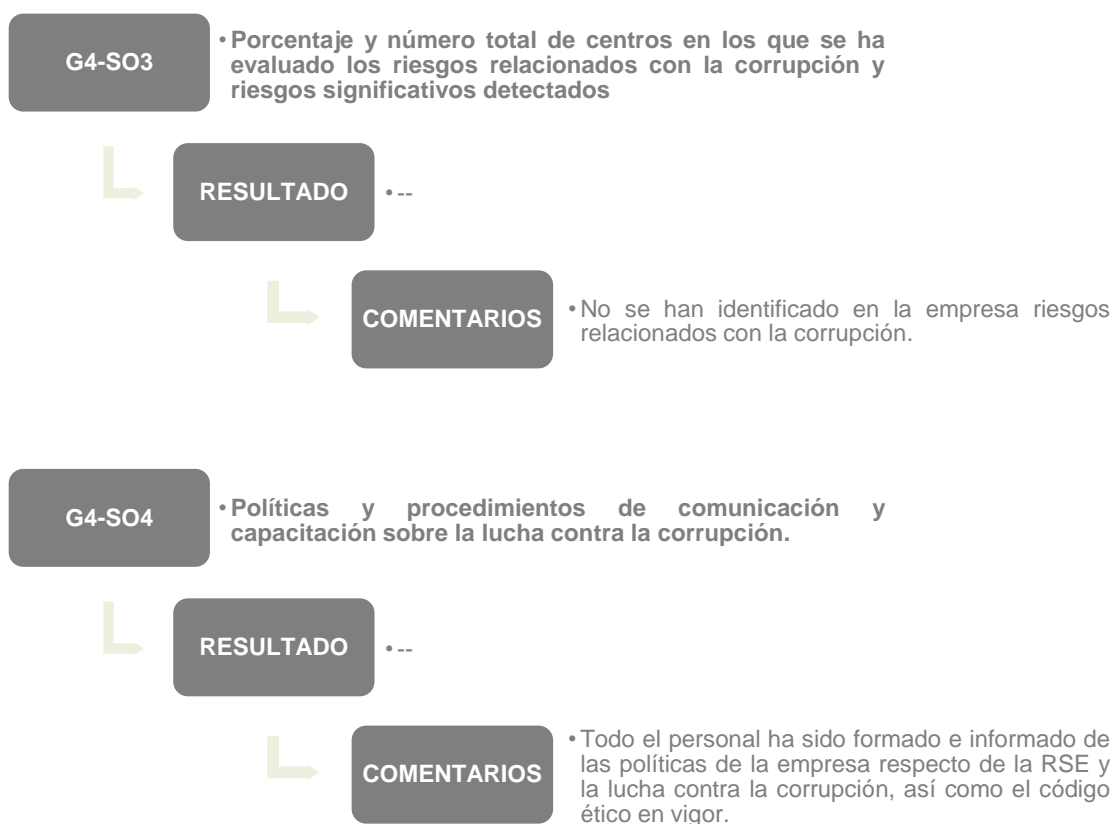 G4-SO3
• Porcentaje y número total de centros en los que se ha
evaluado los riesgos relacionados con la corrupción y
riesgos significativos detectados
RESULTADO
• --
COMENTARIOS
• No se han identificado en la empresa riesgos
relacionados con la corrupción.
G4-SO4
• Políticas y procedimientos de comunicación y
capacitación sobre la lucha contra la corrupción.
RESULTADO
• --
COMENTARIOS
• Todo el personal ha sido formado e informado de
las políticas de la empresa respecto de la RSE y
la lucha contra la corrupción, así como el código
ético en vigor.